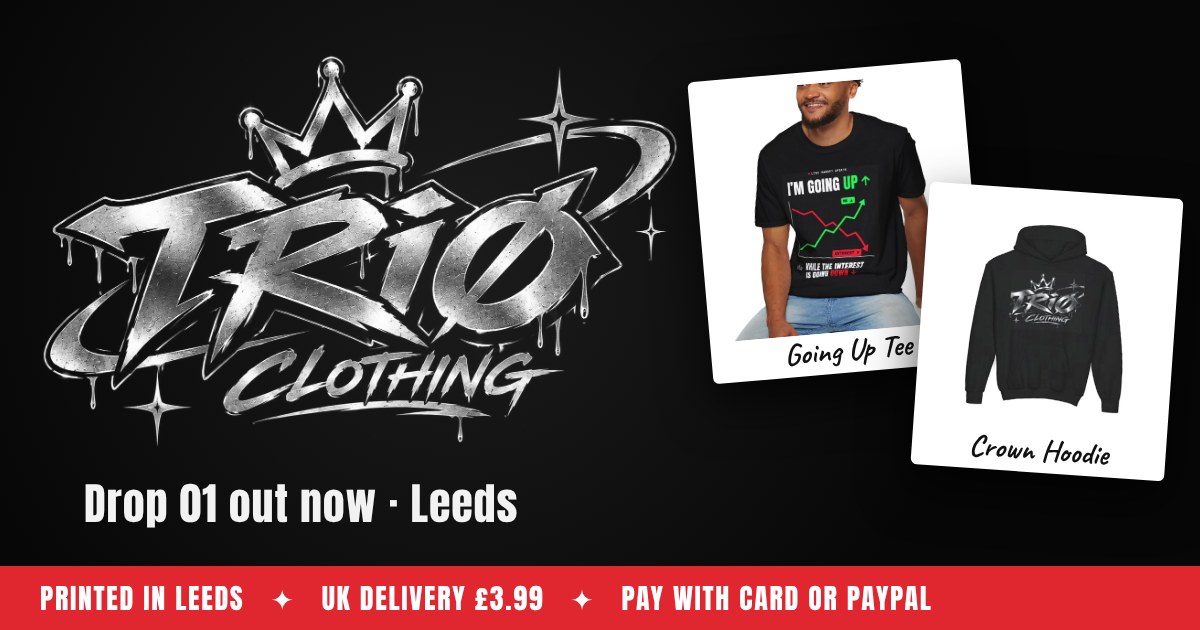 TRiØ
CLOTHING
Drop 01 out now · Leeds
I'M GOING UP ↑
WHILE THE INTEREST
IS GOING DOWN
Going Up Tee
TRiØ
CLOTHING
Crown Hoodie
PRINTED IN LEEDS ✦ UK DELIVERY £3.99 ✦ PAY WITH CARD OR PAYPAL